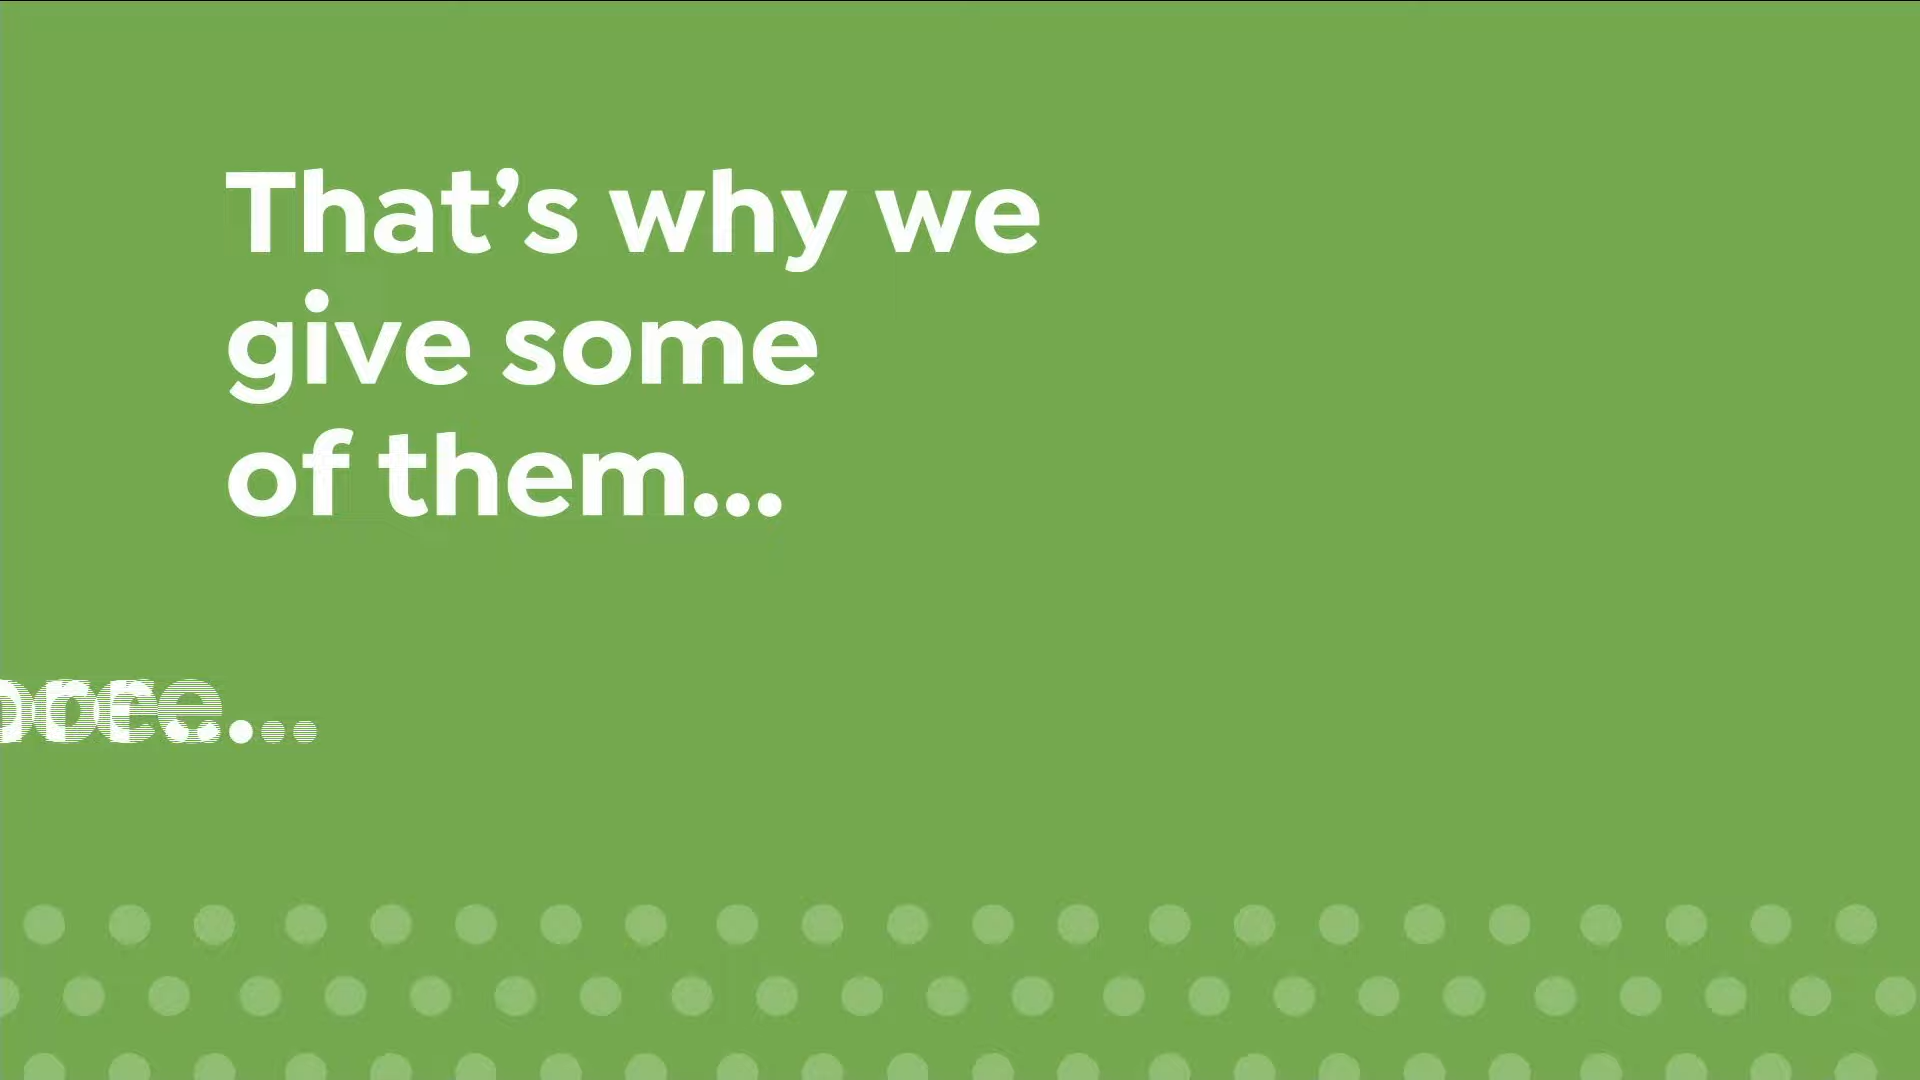 That’s why we
give some
of them...